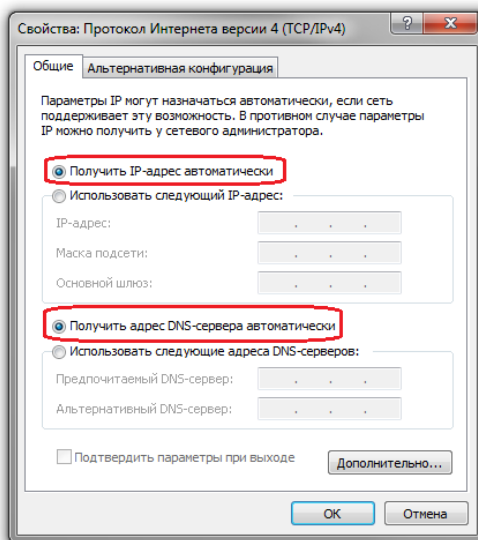 Свойства: Протокол Интернета версии 4 (TCP/IPv4)
Общие Альтернативная конфигурация
Параметры IP могут назначаться автоматически, если сеть
поддерживает эту возможность. В противном случае параметры
IP можно получить у сетевого администратора.
Получить IP-адрес автоматически
Использовать следующий IP-адрес:
IP-адрес:
Маска подсети:
Основной шлюз:
Получить адрес DNS-сервера автоматически
Использовать следующие адреса DNS-серверов:
Предпочитаемый DNS-сервер:
Альтернативный DNS-сервер:
Подтвердить параметры при выходе
Дополнительно...
ОК Отмена